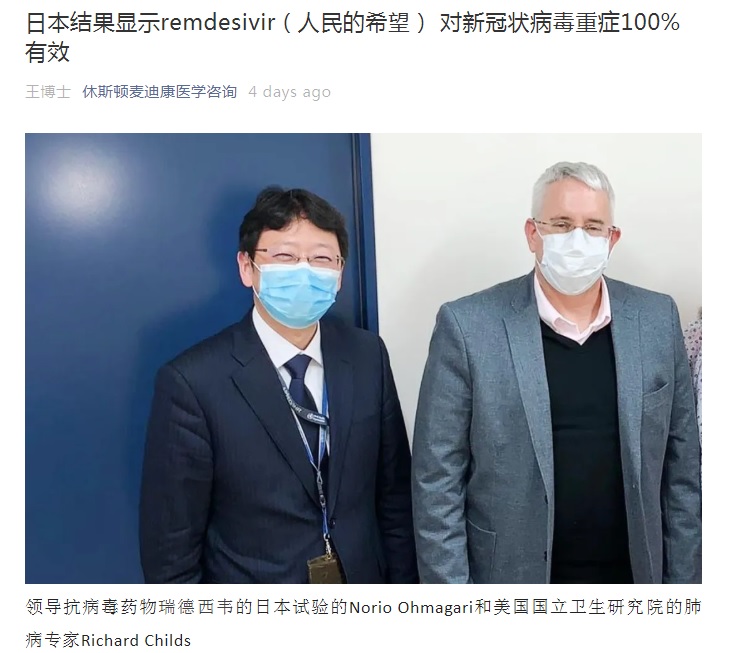 日本结果显示remdesivir（人民的希望） 对新冠状病毒重症100%
有效
王博士 休斯顿麦迪康医学咨询 4 days ago
领导抗病毒药物瑞德西韦的日本试验的Norio Ohmagari和美国国立卫生研究院的肺
病专家Richard Childs